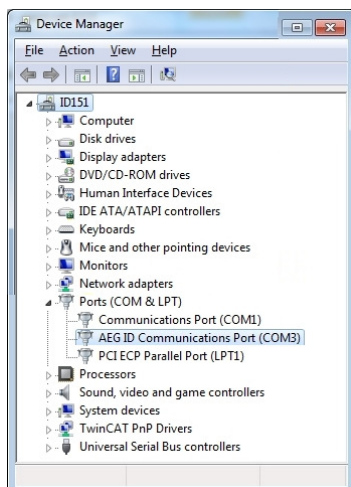 Device Manager
File Action View Help
ID151
Computer
Disk drives
Display adapters
DVD/CD-ROM drives
Human Interface Devices
IDE ATA/ATAPI controllers
Keyboards
Mice and other pointing devices
Monitors
Network adapters
Ports (COM & LPT)
Communications Port (COM1)
AEG ID Communications Port (COM3)
PCI ECP Parallel Port (LPT1)
Processors
Sound, video and game controllers
System devices
TwinCAT PnP Drivers
Universal Serial Bus controllers